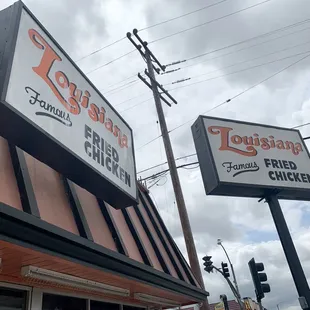 Louisiana
Famous
FRIED
CHICKEN
Louisiana
Famous
FRIED
CHICKEN